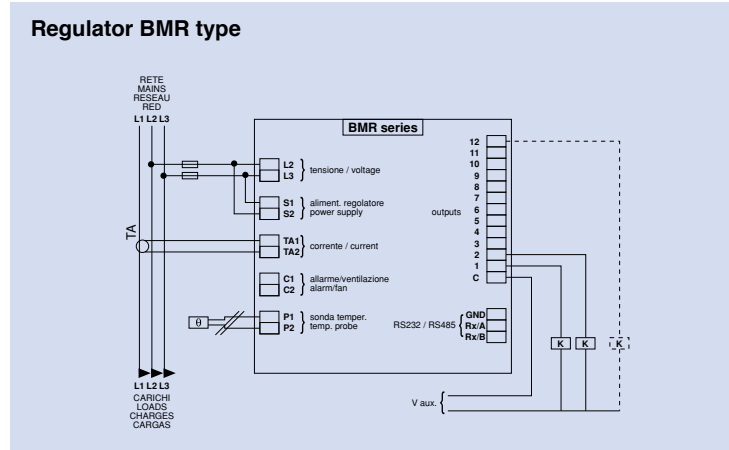 Regulator BMR type
RETE
MAINS
RESEAU
RED
L1 L2 L3
BMR series
L2
L3
tensione / voltage
S1
S2
aliment. regolatore
power supply
TA
TA1
TA2
corrente / current
C1
C2
allarme/ventilazione
alarm/fan
θ
P1
P2
sonda temper.
temp. probe
outputs
12
11
10
9
8
7
6
5
4
3
2
1
C
RS232 / RS485
GND
Rx/A
Rx/B
K K K
V aux.
L1 L2 L3
CARICHI
LOADS
CHARGES
CARGAS